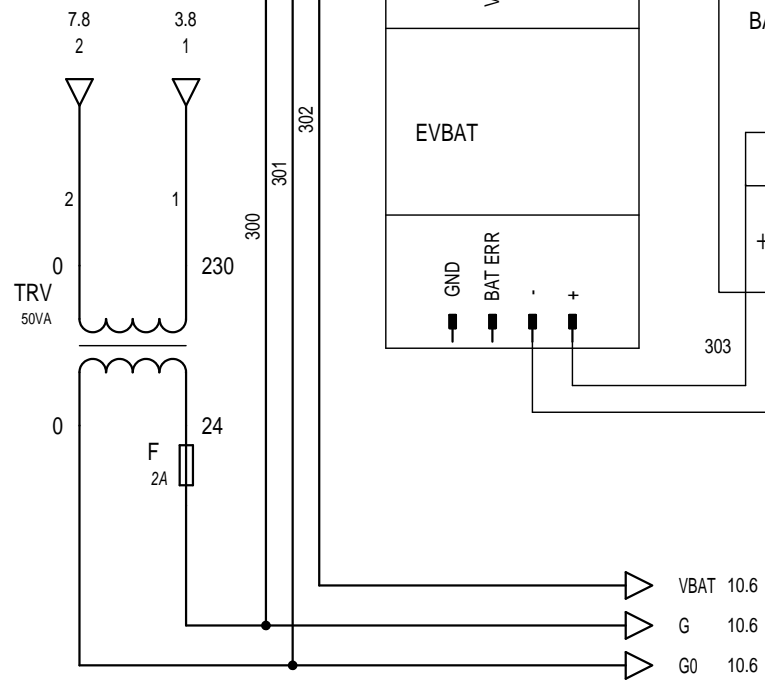 7.8 3.8
2 1
302
EVBAT
301
2 1
300
0 230
TRV
50VA
GND
BAT ERR
-
+
+
303
0 24
F
2A
VBAT 10.6
G 10.6
G0 10.6